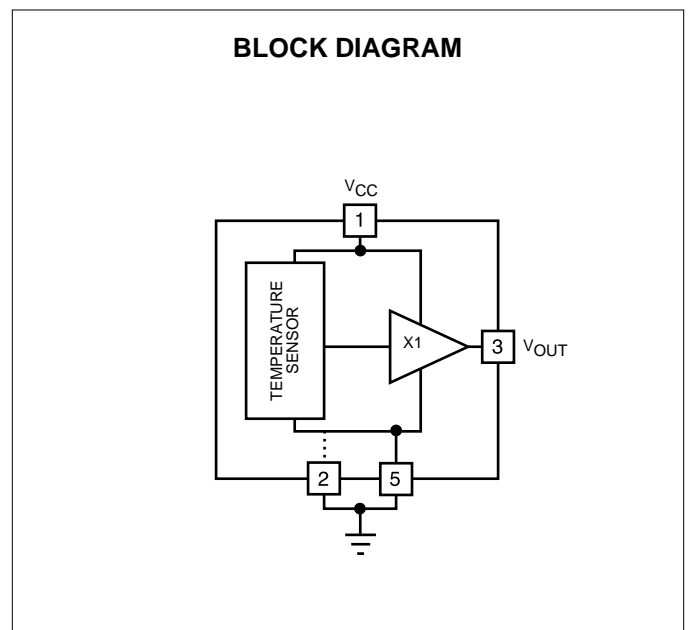 BLOCK DIAGRAM
VCC
1
TEMPERATURE
SENSOR
X1
3
VOUT
2
5